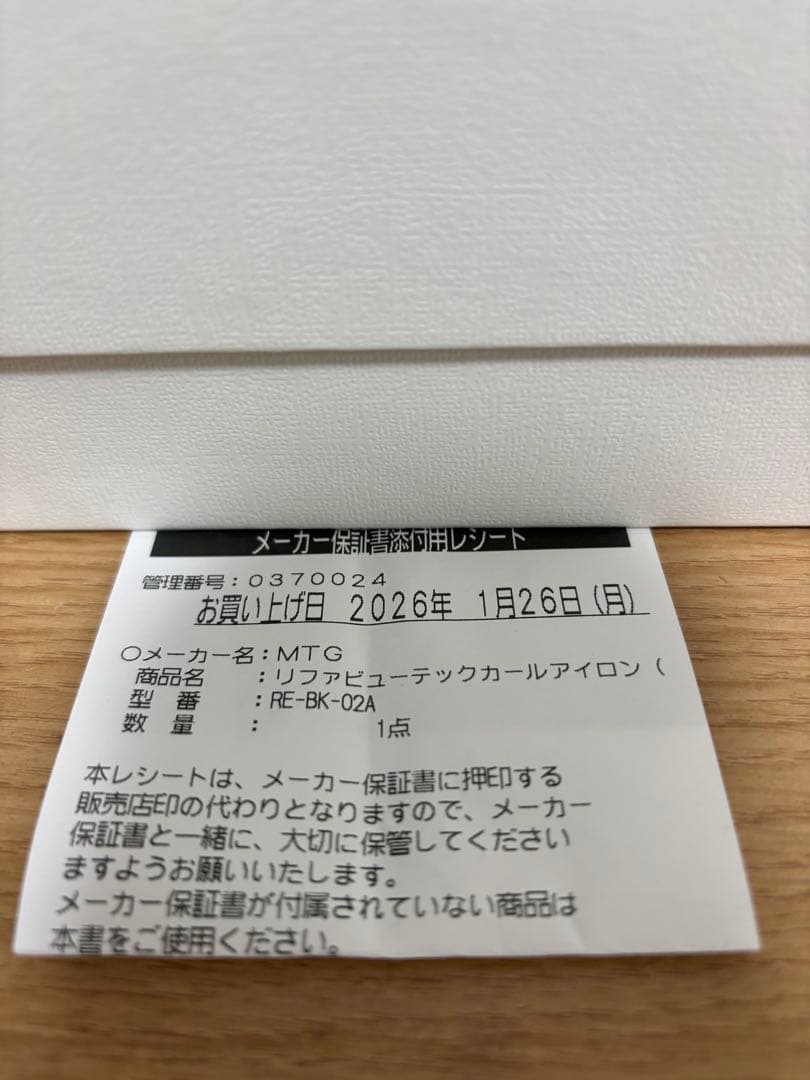 メーカー保証書添付用レシート
管理番号：0370024
お買い上げ日 2026年 1月26日(月)
○メーカー名：MTG
商品名 ：リファビューテックカールアイロン（
型 番 ：RE-BK-02A
数 量 ： 1点
本レシートは、メーカー保証書に押印する
販売店印の代わりとなりますので、メーカー
保証書と一緒に、大切に保管してください
ますようお願いいたします。
メーカー保証書が付属されていない商品は
本書をご使用ください。